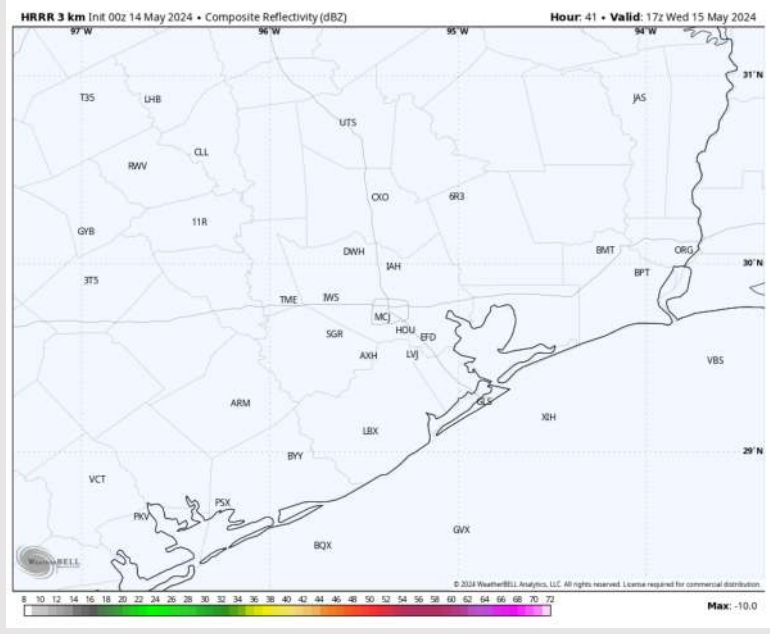 HRRR 3 km Init 00z 14 May 2024 • Composite Reflectivity (dBZ) Hour: 41 • Valid: 17z Wed 15 May 2024
97°W 96°W 95°W 94°W
31°N
T35 LHB JAS
UTS
CLL
RWV
CXO 6R3
11R
GYB
DWH BMT ORG
IAH 30°N
BPT
3T5
TME IWS
MCJ
SGR HOU EFD
AXH LVJ
VBS
ARM GLS
XIH
LBX
BYY 29°N
VCT
PSX
PKV
GVX
BQX
WEATHERBELL
© 2024 WeatherBELL Analytics, LLC. All rights reserved. License required for commercial distribution.
8 10 12 14 16 18 20 22 24 26 28 30 32 34 36 38 40 42 44 46 48 50 52 54 56 58 60 62 64 66 68 70 72
Max: -10.0